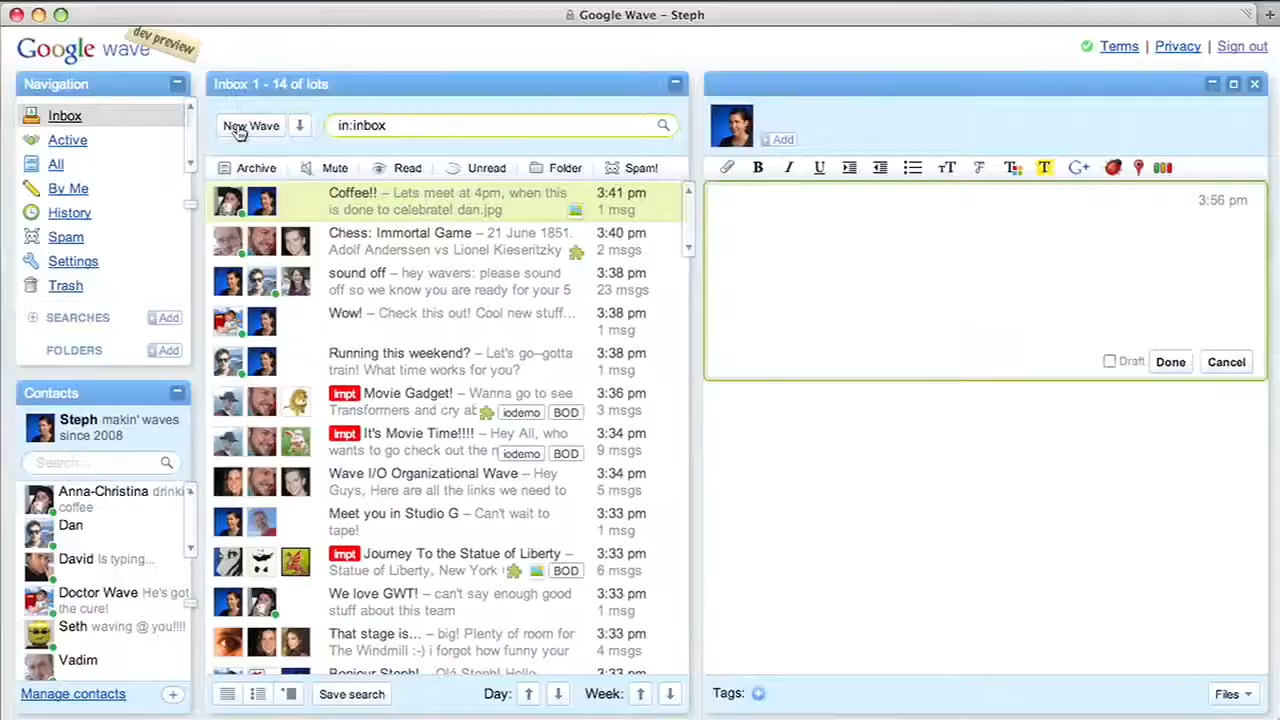 Google Wave – Steph
Google wave
dev preview
Terms | Privacy | Sign out
Navigation
Inbox
Active
All
By Me
History
Spam
Settings
Trash
SEARCHES Add
FOLDERS Add
Contacts
Steph makin' waves
since 2008
Search...
Anna-Christina drinki
coffee
Dan
David Is typing...
Doctor Wave He's got
the cure!
Seth waving @ you!!!!
Vadim
Manage contacts +
Inbox 1 - 14 of lots
New Wave
in:inbox
Archive Mute Read Unread Folder Spam!
Coffee!! – Lets meet at 4pm, when this 3:41 pm
is done to celebrate! dan.jpg 1 msg
Chess: Immortal Game – 21 June 1851. 3:40 pm
Adolf Anderssen vs Lionel Kieseritzky 2 msgs
sound off – hey wavers: please sound 3:38 pm
off so we know you are ready for your 5 23 msgs
Wow! – Check this out! Cool new stuff... 3:38 pm
1 msg
Running this weekend? – Let's go–gotta 3:38 pm
train! What time works for you? 1 msg
Impt Movie Gadget! – Wanna go to see 3:36 pm
Transformers and cry at iodemo BOD 3 msgs
Impt It's Movie Time!!!! – Hey All, who 3:34 pm
wants to go check out the iodemo BOD 9 msgs
Wave I/O Organizational Wave – Hey 3:34 pm
Guys, Here are all the links we need to 5 msgs
Meet you in Studio G – Can't wait to 3:33 pm
tape! 1 msg
Impt Journey To the Statue of Liberty – 3:33 pm
Statue of Liberty, New York BOD 6 msgs
We love GWT! – can't say enough good 3:33 pm
stuff about this team 1 msg
That stage is... – big! Plenty of room for 3:33 pm
The Windmill :-) i forgot how funny your 4 msgs
Bonjour Steph! – Olá Steph! Hello 3:33 pm
Save search Day: Week:
Add
B I U TT F T T G+
3:56 pm
Draft Done Cancel
Tags: + Files